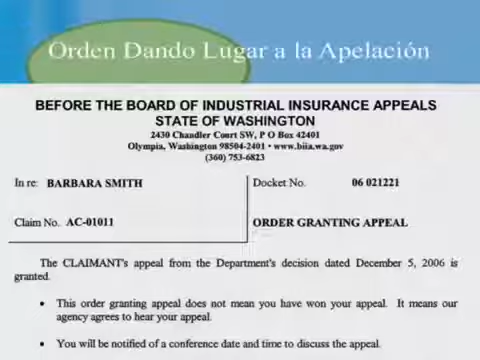 Orden Dando Lugar a la Apelación
BEFORE THE BOARD OF INDUSTRIAL INSURANCE APPEALS
STATE OF WASHINGTON
2430 Chandler Court SW, P O Box 42401
Olympia, Washington 98504-2401 • www.biia.wa.gov
(360) 753-6823
In re: BARBARA SMITH
Docket No. 06 021221
Claim No. AC-01011
ORDER GRANTING APPEAL
The CLAIMANT's appeal from the Department's decision dated December 5, 2006 is
granted.
• This order granting appeal does not mean you have won your appeal. It means our
agency agrees to hear your appeal.
• You will be notified of a conference date and time to discuss the appeal.